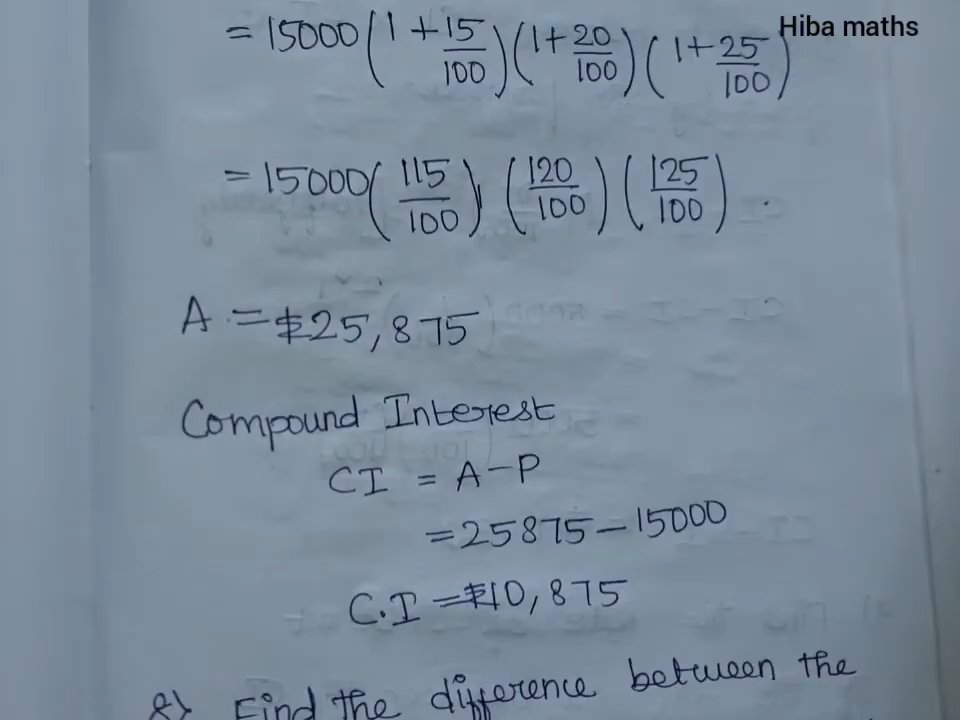 Hiba maths
= 15000 (1 + 15/100) (1 + 20/100) (1 + 25/100)
= 15000 (115/100) (120/100) (125/100)
A = ₹25,875
Compound Interest
CI = A - P
= 25875 - 15000
C.I = ₹10,875
8) Find the difference between the